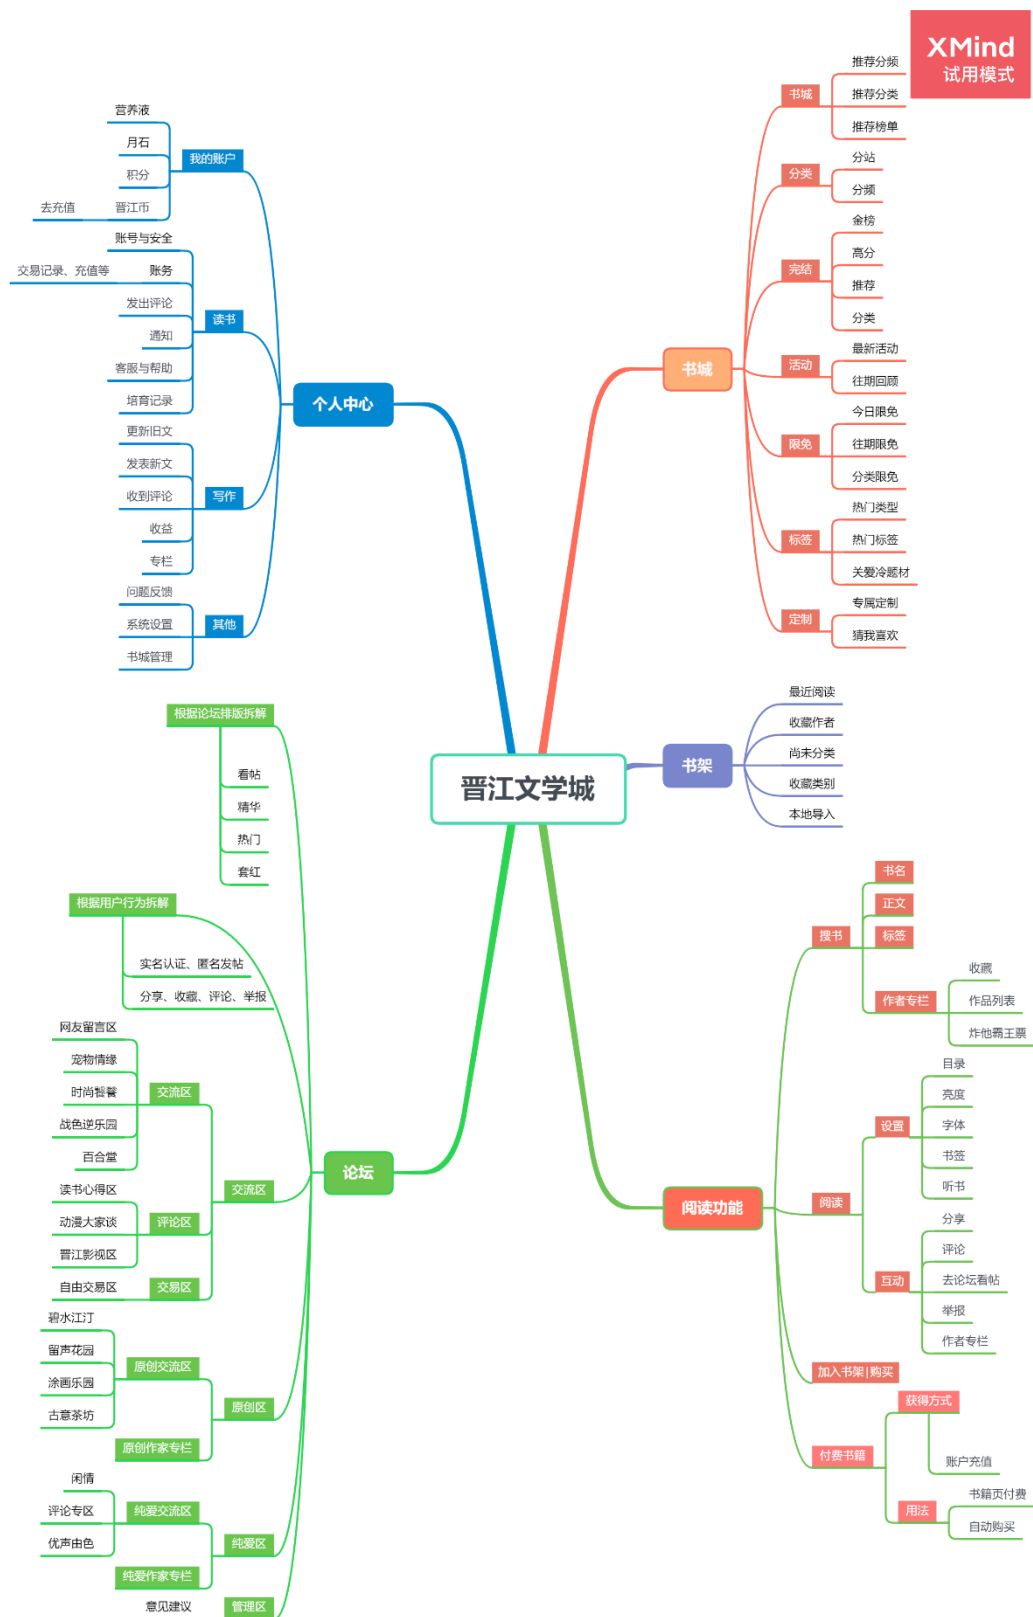 XMind
试用模式
晋江文学城
书城
书城
推荐分频
推荐分类
推荐榜单
分类
分站
分频
完结
金榜
高分
推荐
分类
活动
最新活动
往期回顾
限免
今日限免
往期限免
分类限免
标签
热门类型
热门标签
关爱冷题材
定制
专属定制
猜我喜欢
书架
最近阅读
收藏作者
尚未分类
收藏类别
本地导入
阅读功能
搜书
书名
正文
标签
作者专栏
收藏
作品列表
炸他霸王票
阅读
设置
目录
亮度
字体
书签
听书
互动
分享
评论
去论坛看帖
举报
作者专栏
加入书架|购买
付费书籍
获得方式
账户充值
用法
书籍页付费
自动购买
个人中心
我的账户
营养液
月石
积分
晋江币
去充值
读书
账号与安全
账务
交易记录、充值等
发出评论
通知
客服与帮助
培育记录
写作
更新旧文
发表新文
收到评论
收益
专栏
其他
问题反馈
系统设置
书城管理
论坛
根据论坛排版拆解
看帖
精华
热门
套红
根据用户行为拆解
实名认证、匿名发帖
分享、收藏、评论、举报
交流区
交流区
网友留言区
宠物情缘
时尚饕餮
战色逆乐园
百合堂
评论区
读书心得区
动漫大家谈
晋江影视区
交易区
自由交易区
原创区
原创交流区
碧水江汀
留声花园
涂画乐园
古意茶坊
原创作家专栏
纯爱区
纯爱交流区
闲情
评论专区
优声由色
纯爱作家专栏
管理区
意见建议